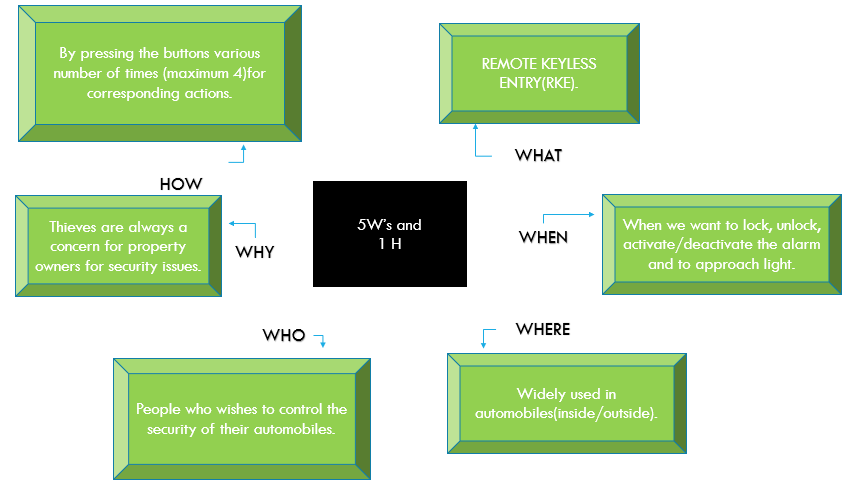 By pressing the buttons various
number of times (maximum 4)for
corresponding actions.
REMOTE KEYLESS
ENTRY(RKE).
HOW
WHAT
Thieves are always a
concern for property
owners for security issues.
WHY
5W's and
1 H
WHEN
When we want to lock, unlock,
activate/deactivate the alarm
and to approach light.
WHO
WHERE
People who wishes to control the
security of their automobiles.
Widely used in
automobiles(inside/outside).